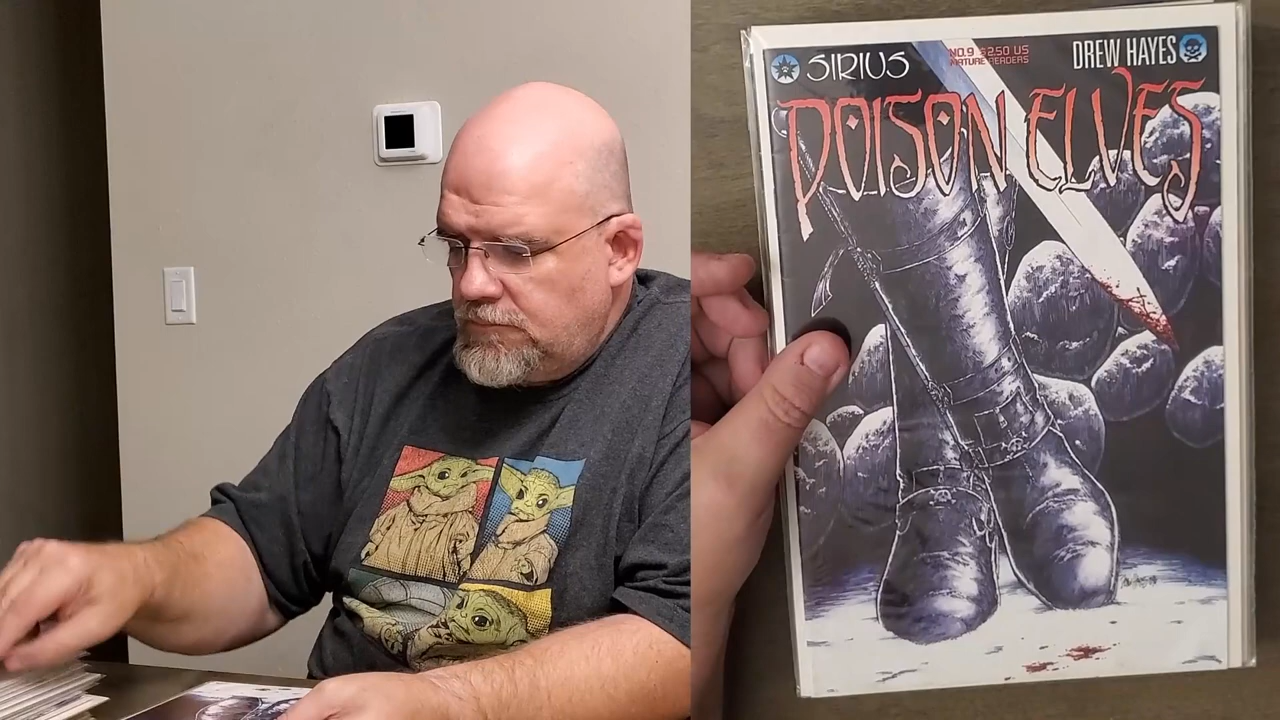 SIRIUS
NO.9 $2.50 US
MATURE READERS
DREW HAYES
POISON ELVES